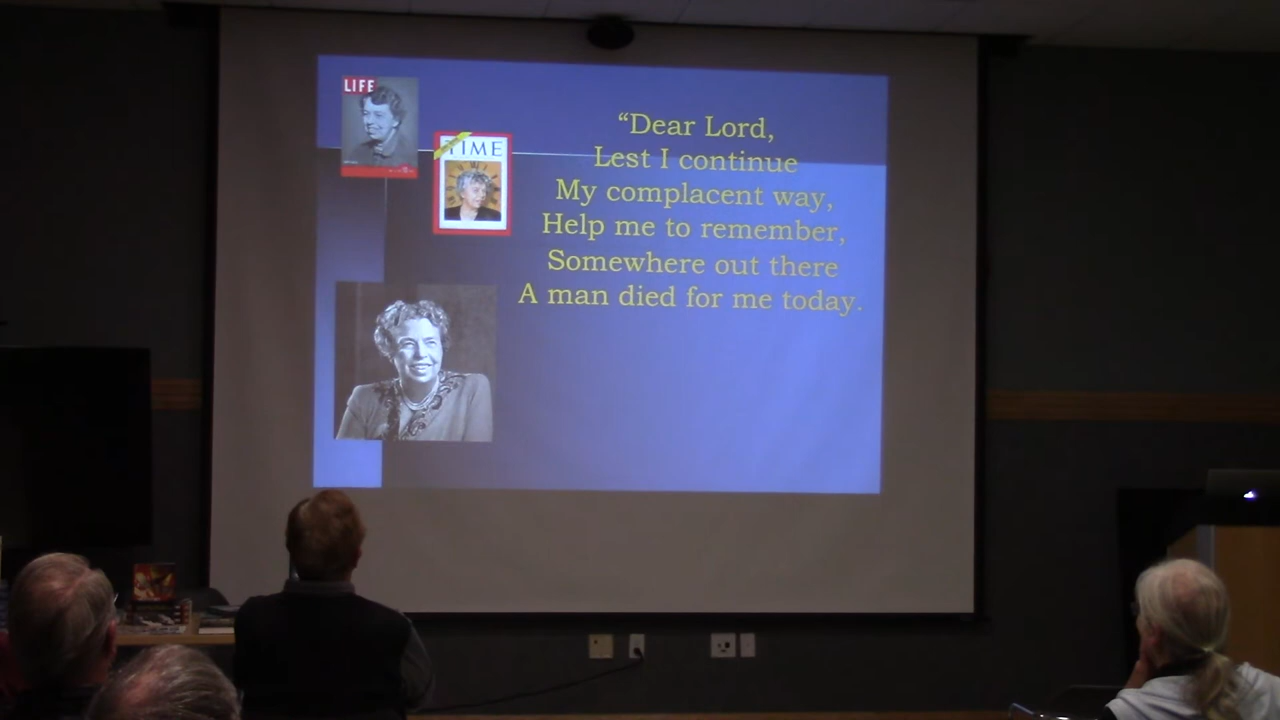 LIFE
TIME
“Dear Lord,
Lest I continue
My complacent way,
Help me to remember,
Somewhere out there
A man died for me today.